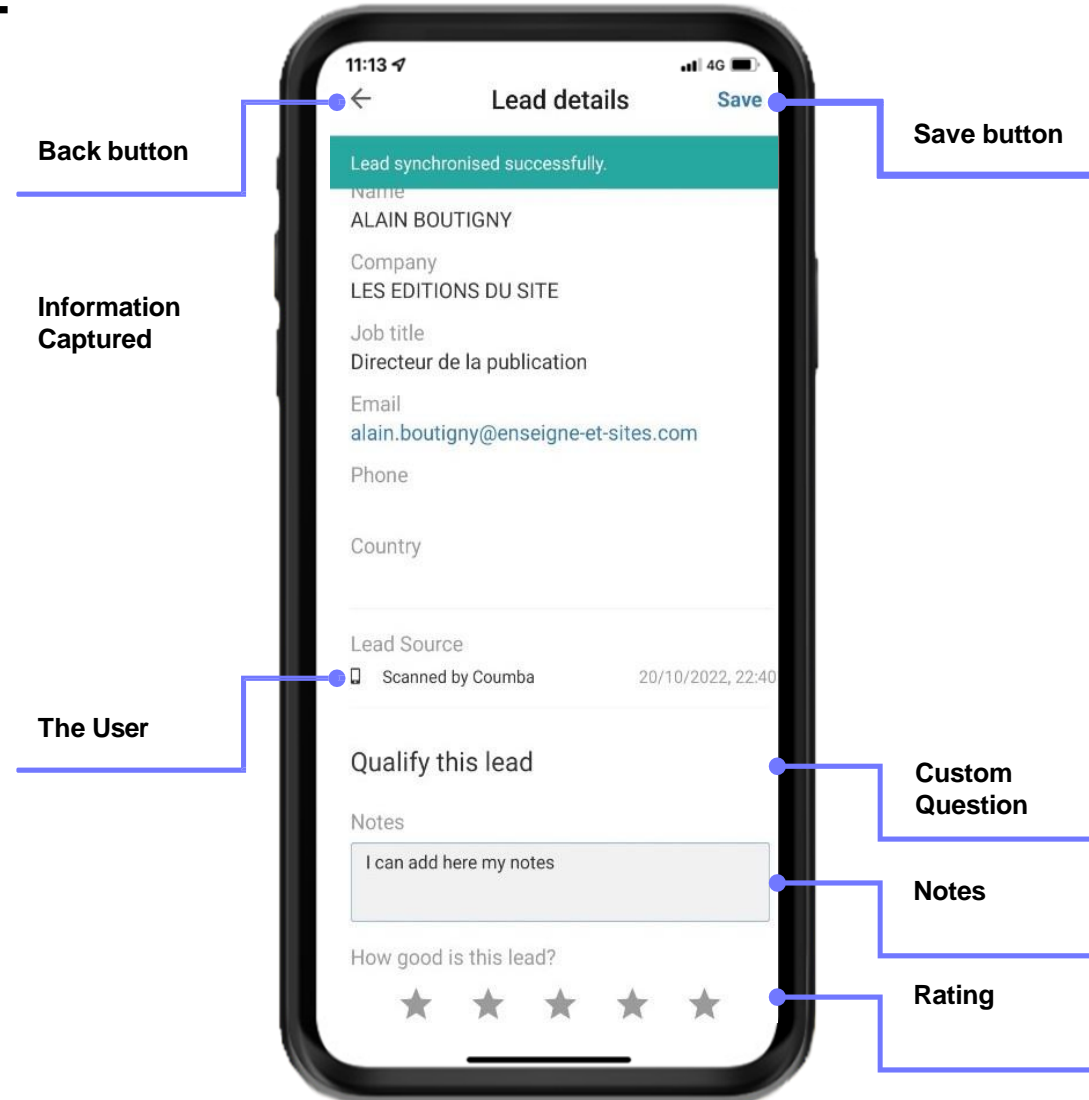 11:13
4G
Lead details
Save
Back button
Save button
Lead synchronised successfully.
Name
ALAIN BOUTIGNY
Company
LES EDITIONS DU SITE
Information
Captured
Job title
Directeur de la publication
Email
alain.boutigny@enseigne-et-sites.com
Phone
Country
Lead Source
Scanned by Coumba
20/10/2022, 22:40
The User
Qualify this lead
Custom
Question
Notes
I can add here my notes
Notes
How good is this lead?
Rating